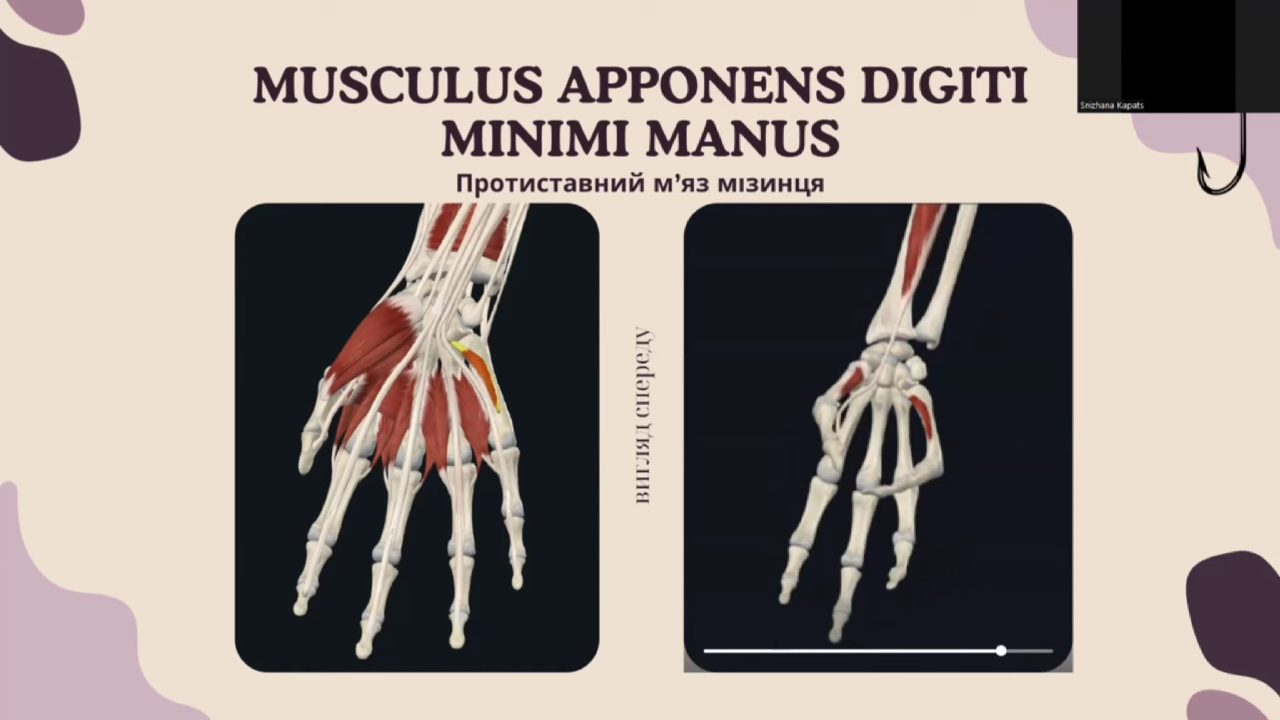 MUSCULUS APPONENS DIGITI
MINIMI MANUS
Протиставний м’яз мізинця
вигляд спереду
Snizhana Kapats